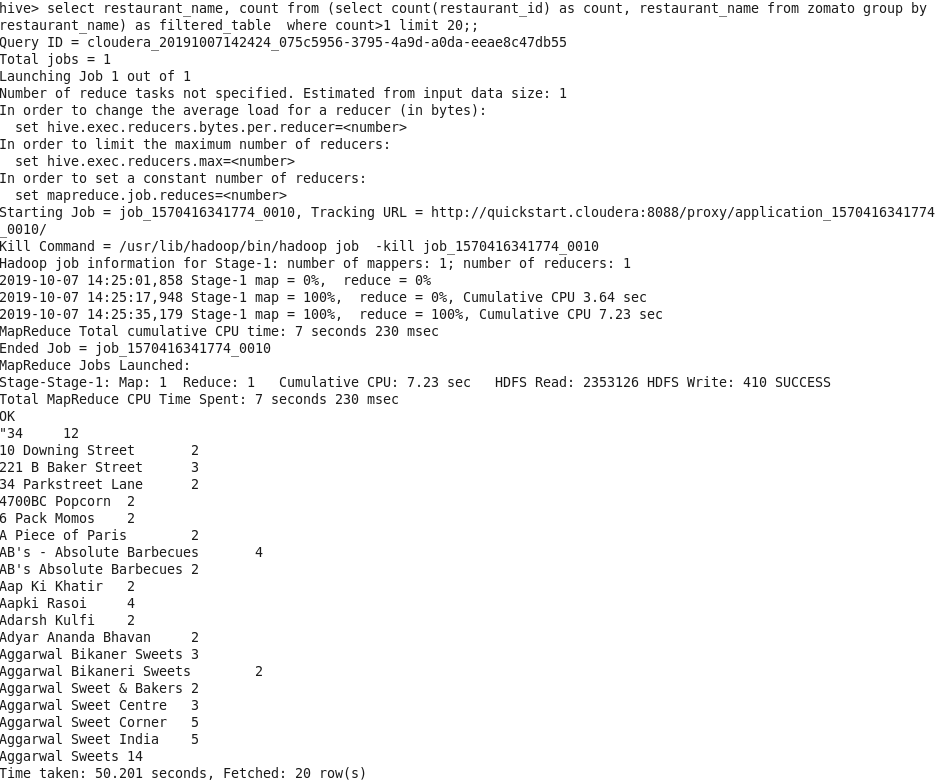 hive> select restaurant_name, count from (select count(restaurant_id) as count, restaurant_name from zomato group by
restaurant_name) as filtered_table  where count>1 limit 20;;
Query ID = cloudera_20191007142424_075c5956-3795-4a9d-a0da-eeae8c47db55
Total jobs = 1
Launching Job 1 out of 1
Number of reduce tasks not specified. Estimated from input data size: 1
In order to change the average load for a reducer (in bytes):
  set hive.exec.reducers.bytes.per.reducer=<number>
In order to limit the maximum number of reducers:
  set hive.exec.reducers.max=<number>
In order to set a constant number of reducers:
  set mapreduce.job.reduces=<number>
Starting Job = job_1570416341774_0010, Tracking URL = http://quickstart.cloudera:8088/proxy/application_1570416341774
_0010/
Kill Command = /usr/lib/hadoop/bin/hadoop job  -kill job_1570416341774_0010
Hadoop job information for Stage-1: number of mappers: 1; number of reducers: 1
2019-10-07 14:25:01,858 Stage-1 map = 0%,  reduce = 0%
2019-10-07 14:25:17,948 Stage-1 map = 100%,  reduce = 0%, Cumulative CPU 3.64 sec
2019-10-07 14:25:35,179 Stage-1 map = 100%,  reduce = 100%, Cumulative CPU 7.23 sec
MapReduce Total cumulative CPU time: 7 seconds 230 msec
Ended Job = job_1570416341774_0010
MapReduce Jobs Launched:
Stage-Stage-1: Map: 1  Reduce: 1   Cumulative CPU: 7.23 sec   HDFS Read: 2353126 HDFS Write: 410 SUCCESS
Total MapReduce CPU Time Spent: 7 seconds 230 msec
OK
"34     12
10 Downing Street       2
221 B Baker Street      3
34 Parkstreet Lane      2
4700BC Popcorn  2
6 Pack Momos    2
A Piece of Paris        2
AB's - Absolute Barbecues       4
AB's Absolute Barbecues 2
Aap Ki Khatir   2
Aapki Rasoi     4
Adarsh Kulfi    2
Adyar Ananda Bhavan     2
Aggarwal Bikaner Sweets 3
Aggarwal Bikaneri Sweets        2
Aggarwal Sweet & Bakers 2
Aggarwal Sweet Centre   3
Aggarwal Sweet Corner   5
Aggarwal Sweet India    5
Aggarwal Sweets 14
Time taken: 50.201 seconds, Fetched: 20 row(s)